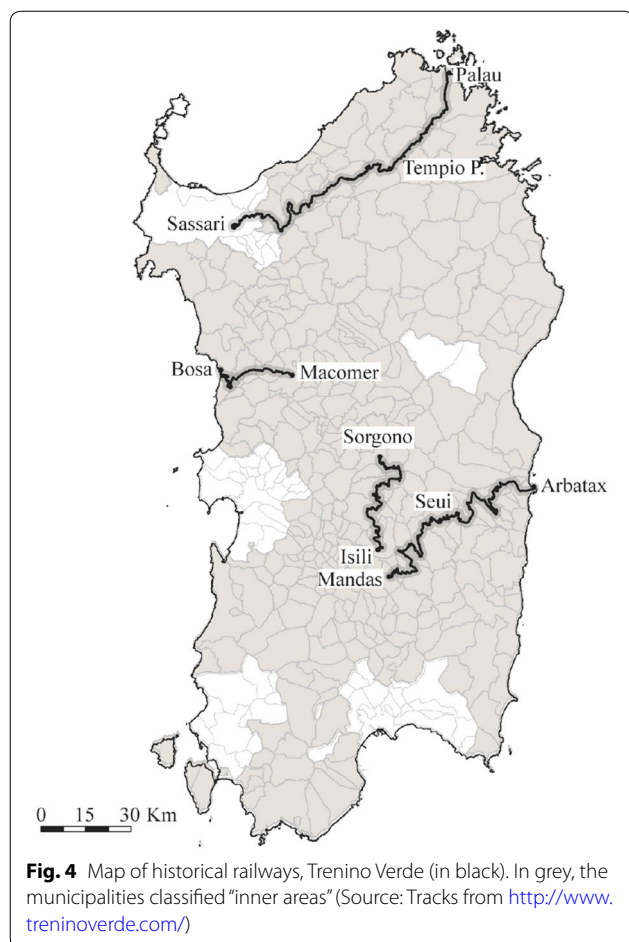 Palau
Tempio P.
Sassari
Bosa
Macomer
Sorgono
Arbatax
Seui
Isili
Mandas
0 15 30 Km
Fig. 4 Map of historical railways, Trenino Verde (in black). In grey, the
municipalities classified “inner areas” (Source: Tracks from http://www.
treninoverde.com/)